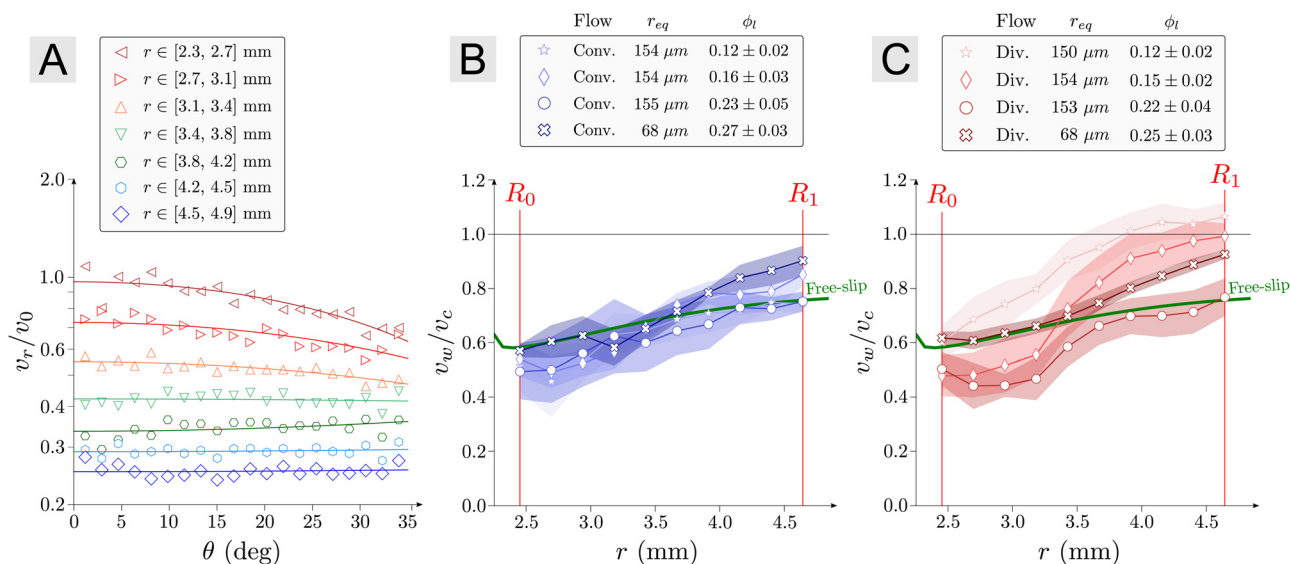 A
r ∈ [2.3, 2.7] mm
r ∈ [2.7, 3.1] mm
r ∈ [3.1, 3.4] mm
r ∈ [3.4, 3.8] mm
r ∈ [3.8, 4.2] mm
r ∈ [4.2, 4.5] mm
r ∈ [4.5, 4.9] mm
2.0
1.0
0.6
0.4
0.3
0.2
v_r/v_0
0 5 10 15 20 25 30 35
θ (deg)
B
Flow r_eq ϕ_l
Conv. 154 μm 0.12 ± 0.02
Conv. 154 μm 0.16 ± 0.03
Conv. 155 μm 0.23 ± 0.05
Conv. 68 μm 0.27 ± 0.03
R_0 R_1
Free-slip
1.2
1.0
0.8
0.6
0.4
0.2
0.0
v_w/v_c
2.5 3.0 3.5 4.0 4.5
r (mm)
C
Flow r_eq ϕ_l
Div. 150 μm 0.12 ± 0.02
Div. 154 μm 0.15 ± 0.02
Div. 153 μm 0.22 ± 0.04
Div. 68 μm 0.25 ± 0.03
R_0 R_1
Free-slip
1.2
1.0
0.8
0.6
0.4
0.2
0.0
v_w/v_c
2.5 3.0 3.5 4.0 4.5
r (mm)